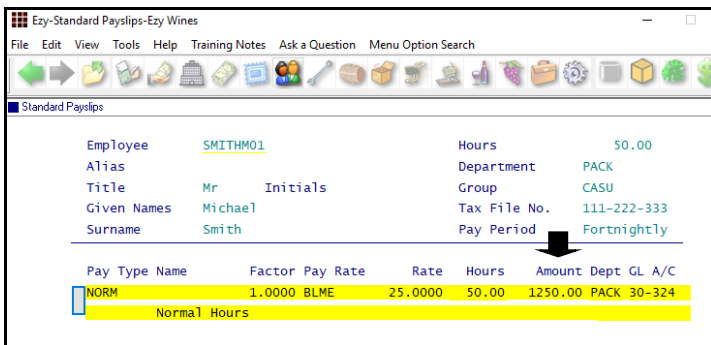 Ezy-Standard Payslips-Ezy Wines
File Edit View Tools Help Training Notes Ask a Question Menu Option Search
Standard Payslips
Employee SMITHM01 Hours 50.00
Alias Department PACK
Title Mr Initials Group CASU
Given Names Michael Tax File No. 111-222-333
Surname Smith Pay Period Fortnightly
Pay Type Name Factor Pay Rate Rate Hours Amount Dept GL A/C
NORM 1.0000 BLME 25.0000 50.00 1250.00 PACK 30-324
Normal Hours